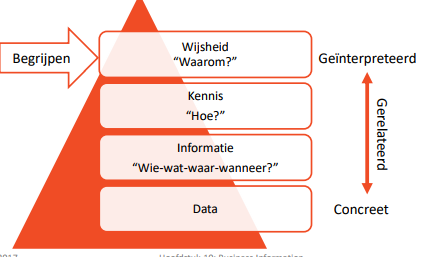 Begrijpen
Wijsheid
“Waarom?”
Geïnterpreteerd
Kennis
“Hoe?”
Gerelateerd
Informatie
“Wie-wat-waar-wanneer?”
Data
Concreet